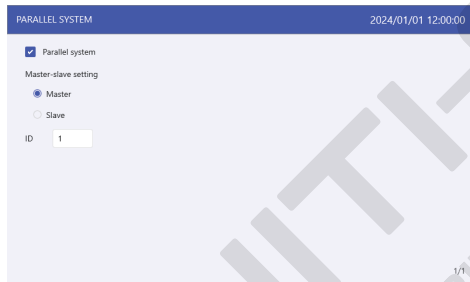 PARALLEL SYSTEM 2024/01/01 12:00:00
Parallel system
Master-slave setting
Master
Slave
ID 1
1/1